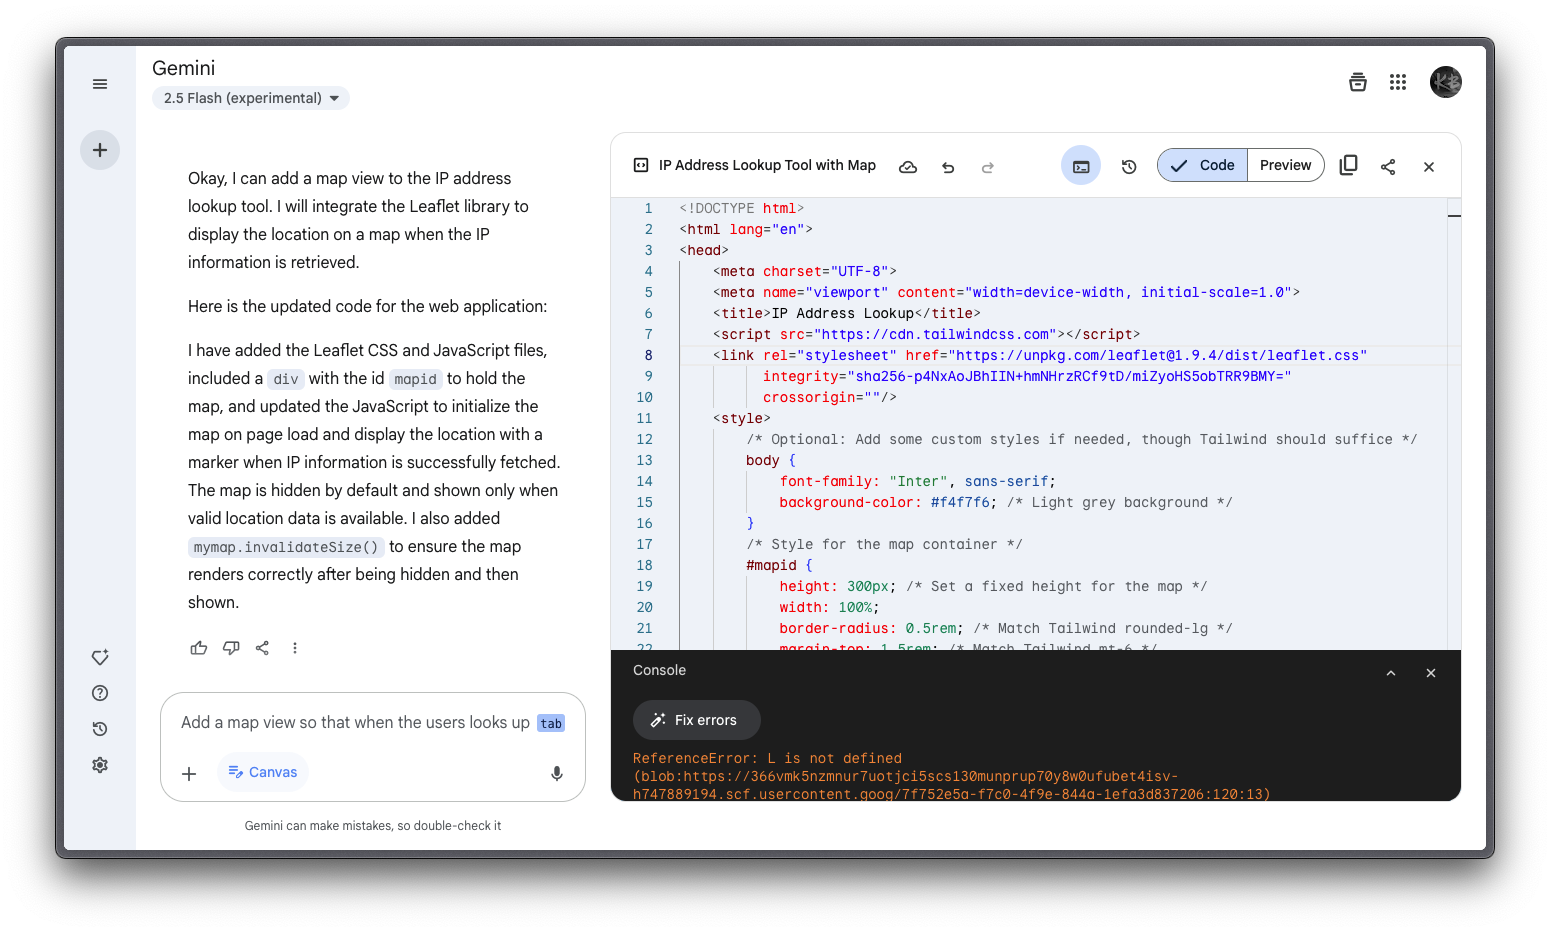 Gemini
2.5 Flash (experimental)
Okay, I can add a map view to the IP address
lookup tool. I will integrate the Leaflet library to
display the location on a map when the IP
information is retrieved.
Here is the updated code for the web application:
I have added the Leaflet CSS and JavaScript files,
included a div with the id mapid to hold the
map, and updated the JavaScript to initialize the
map on page load and display the location with a
marker when IP information is successfully fetched.
The map is hidden by default and shown only when
valid location data is available. I also added
mymap.invalidateSize() to ensure the map
renders correctly after being hidden and then
shown.
Add a map view so that when the users looks up tab
Canvas
Gemini can make mistakes, so double-check it
IP Address Lookup Tool with Map
Code
Preview
1 <!DOCTYPE html>
2 <html lang="en">
3 <head>
4 <meta charset="UTF-8">
5 <meta name="viewport" content="width=device-width, initial-scale=1.0">
6 <title>IP Address Lookup</title>
7 <script src="https://cdn.tailwindcss.com"></script>
8 <link rel="stylesheet" href="https://unpkg.com/leaflet@1.9.4/dist/leaflet.css"
9 integrity="sha256-p4NxAoJBhIIN+hmNHrzRCf9tD/miZyoHS5obTRR9BMY="
10 crossorigin=""/>
11 <style>
12 /* Optional: Add some custom styles if needed, though Tailwind should suffice */
13 body {
14 font-family: "Inter", sans-serif;
15 background-color: #f4f7f6; /* Light grey background */
16 }
17 /* Style for the map container */
18 #mapid {
19 height: 300px; /* Set a fixed height for the map */
20 width: 100%;
21 border-radius: 0.5rem; /* Match Tailwind rounded-lg */
22 margin-top: 1.5rem; /* Match Tailwind mt-6 */
Console
Fix errors
ReferenceError: L is not defined
(blob:https://366vmk5nzmnur7uotjci5scs130munprup70y8w0ufubet4isv-
h747889194.scf.usercontent.goog/7f752e5a-f7c0-4f9e-844a-1efa3d837206:120:13)
KB